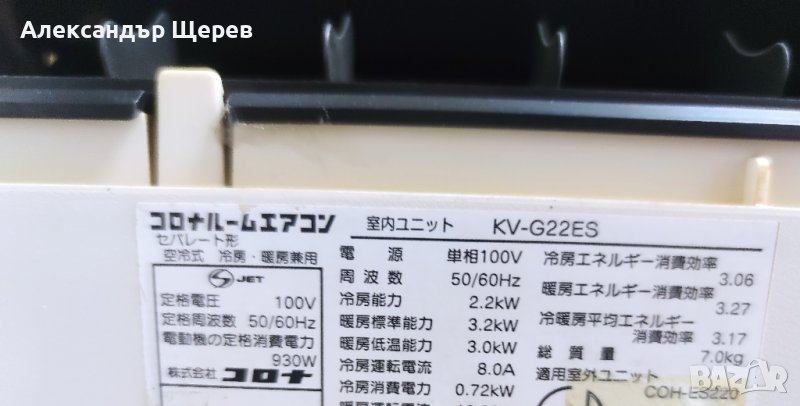 Александър Щерев
コロナルームエアコン 室内ユニット KV-G22ES
セパレート形
空冷式 冷房・暖房兼用
JET
定格電圧 100V
定格周波数 50/60Hz
電動機の定格消費電力
930W
株式会社 コロナ
電源 単相100V
周波数 50/60Hz
冷房能力 2.2kW
暖房標準能力 3.2kW
暖房低温能力 3.0kW
冷房運転電流 8.0A
冷房消費電力 0.72kW
冷房エネルギー消費効率
3.06
暖房エネルギー消費効率
3.27
冷暖房平均エネルギー
消費効率 3.17
総質量 7.0kg
適用室外ユニット
COH-ES220
bazar